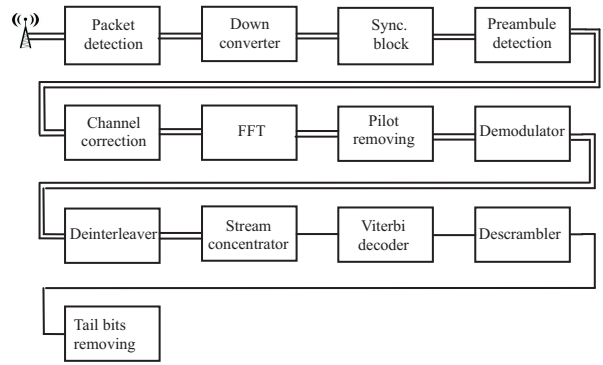 Packet
detection
Down
converter
Sync.
block
Preambule
detection
Channel
correction
FFT
Pilot
removing
Demodulator
Deinterleaver
Stream
concentrator
Viterbi
decoder
Descrambler
Tail bits
removing